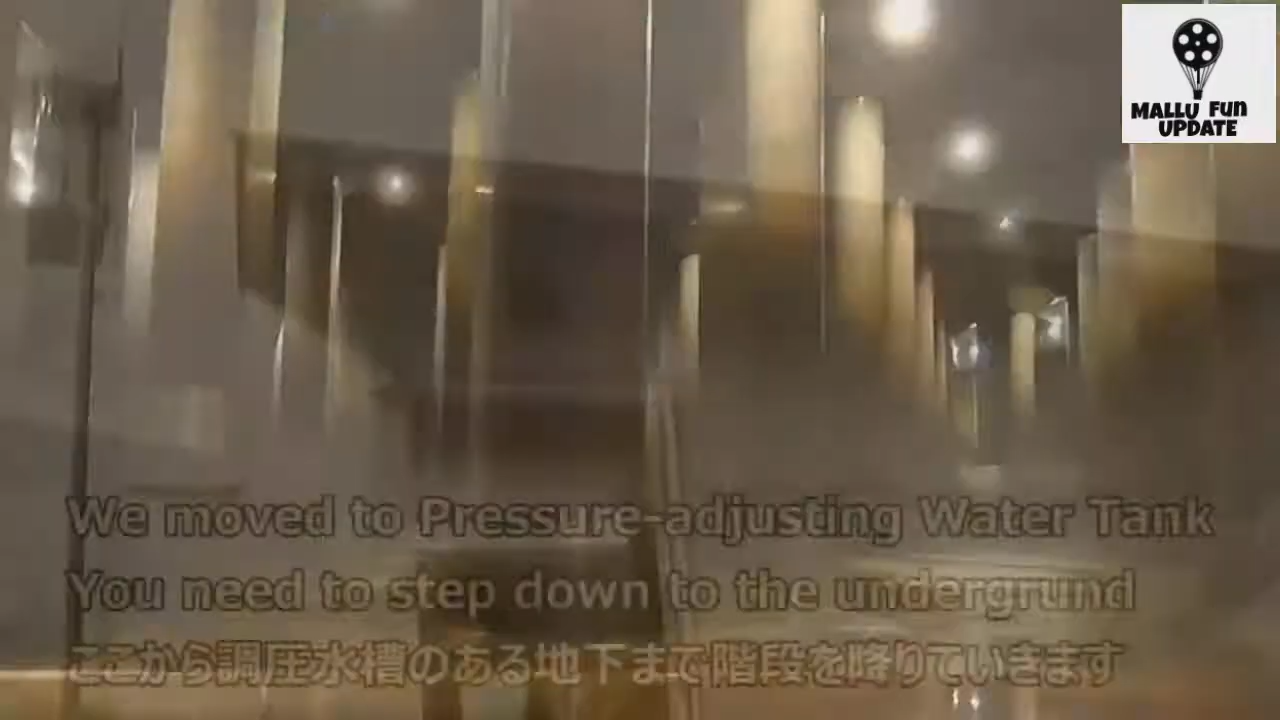 MALLU FUN
UPDATE
We moved to Pressure-adjusting Water Tank
You need to step down to the undergrund
ここから調圧水槽のある地下まで階段を降りていきます